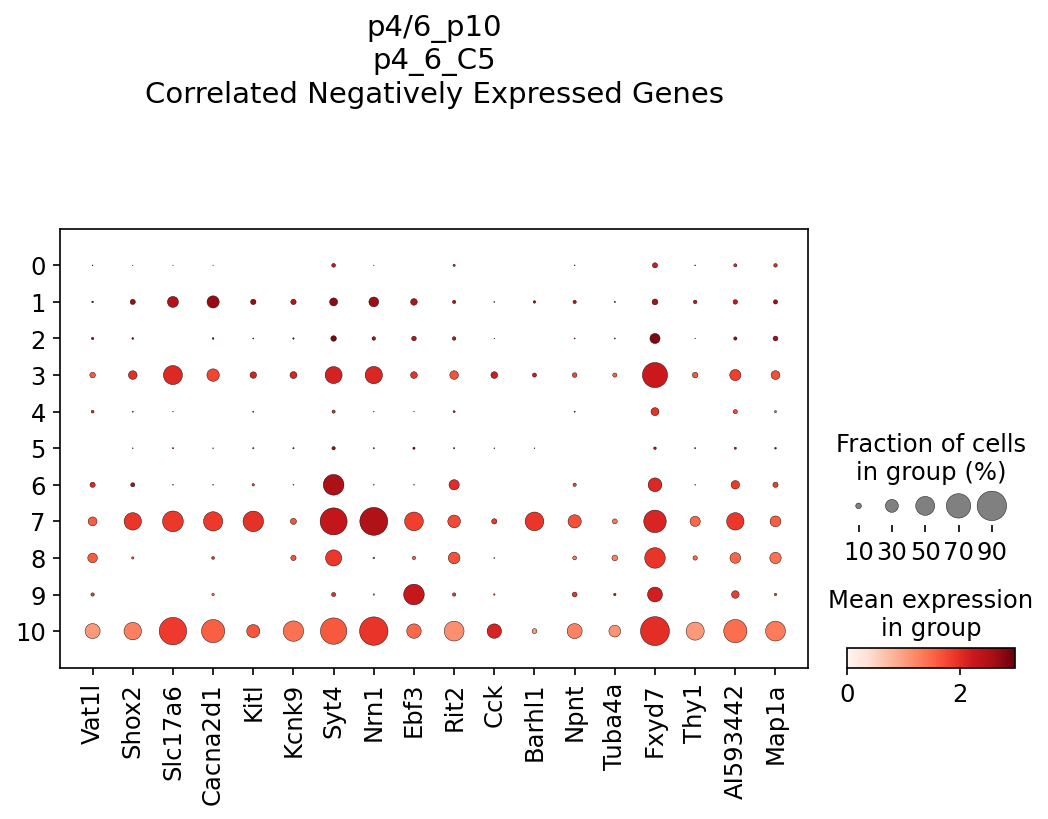 p4/6_p10
p4_6_C5
Correlated Negatively Expressed Genes
0
1
2
3
4
5
6
7
8
9
10
Vat1l
Shox2
Slc17a6
Cacna2d1
Kitl
Kcnk9
Syt4
Nrn1
Ebf3
Rit2
Cck
Barhl1
Npnt
Tuba4a
Fxyd7
Thy1
AI593442
Map1a
Fraction of cells
in group (%)
10 30 50 70 90
Mean expression
in group
0 2